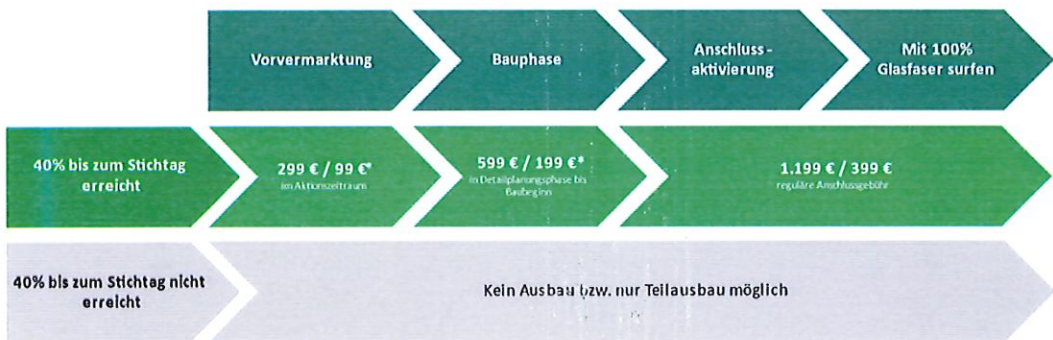 Vorvermarktung
Bauphase
Anschluss-
aktivierung
Mit 100%
Glasfaser surfen
40% bis zum Stichtag
erreicht
299 € / 99 €*
im Aktionszeitraum
599 € / 199 €*
in Detailplanungsphase bis
Baubeginn
1.199 € / 399 €
reguläre Anschlussgebühr
40% bis zum Stichtag nicht
erreicht
Kein Ausbau bzw. nur Teilausbau möglich